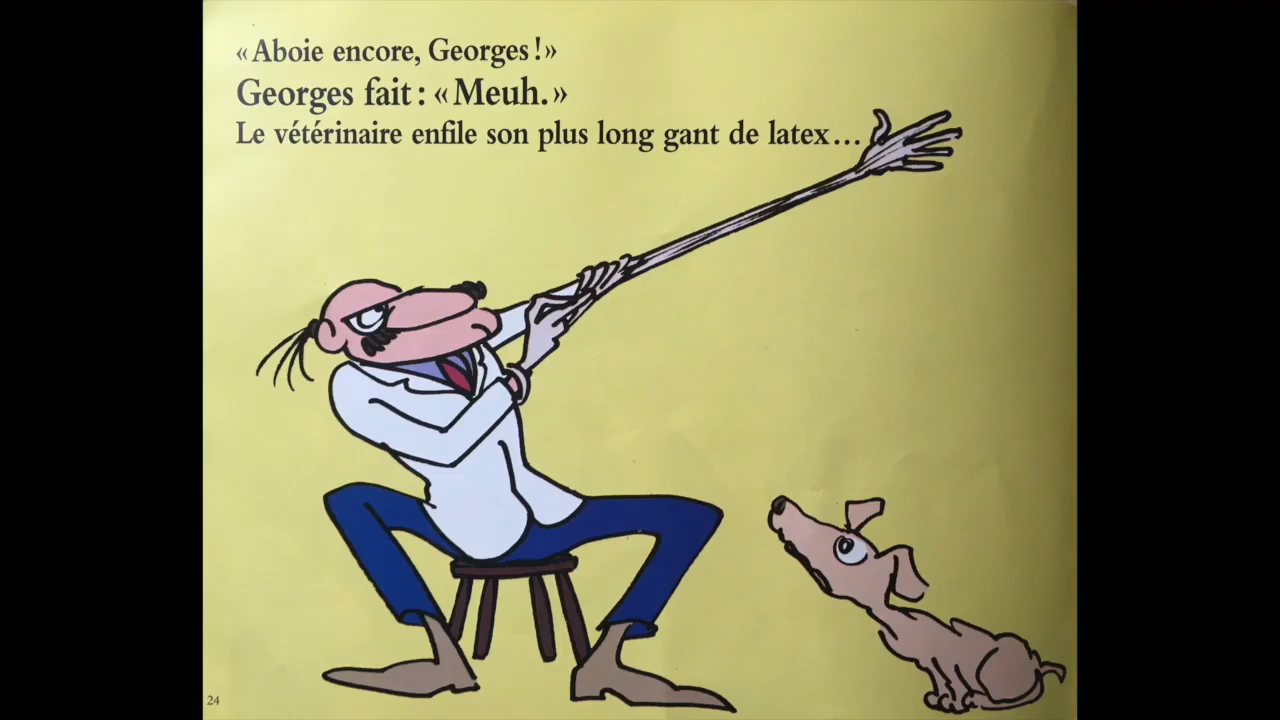 «Aboie encore, Georges!»
Georges fait: «Meuh.»
Le vétérinaire enfile son plus long gant de latex...
24